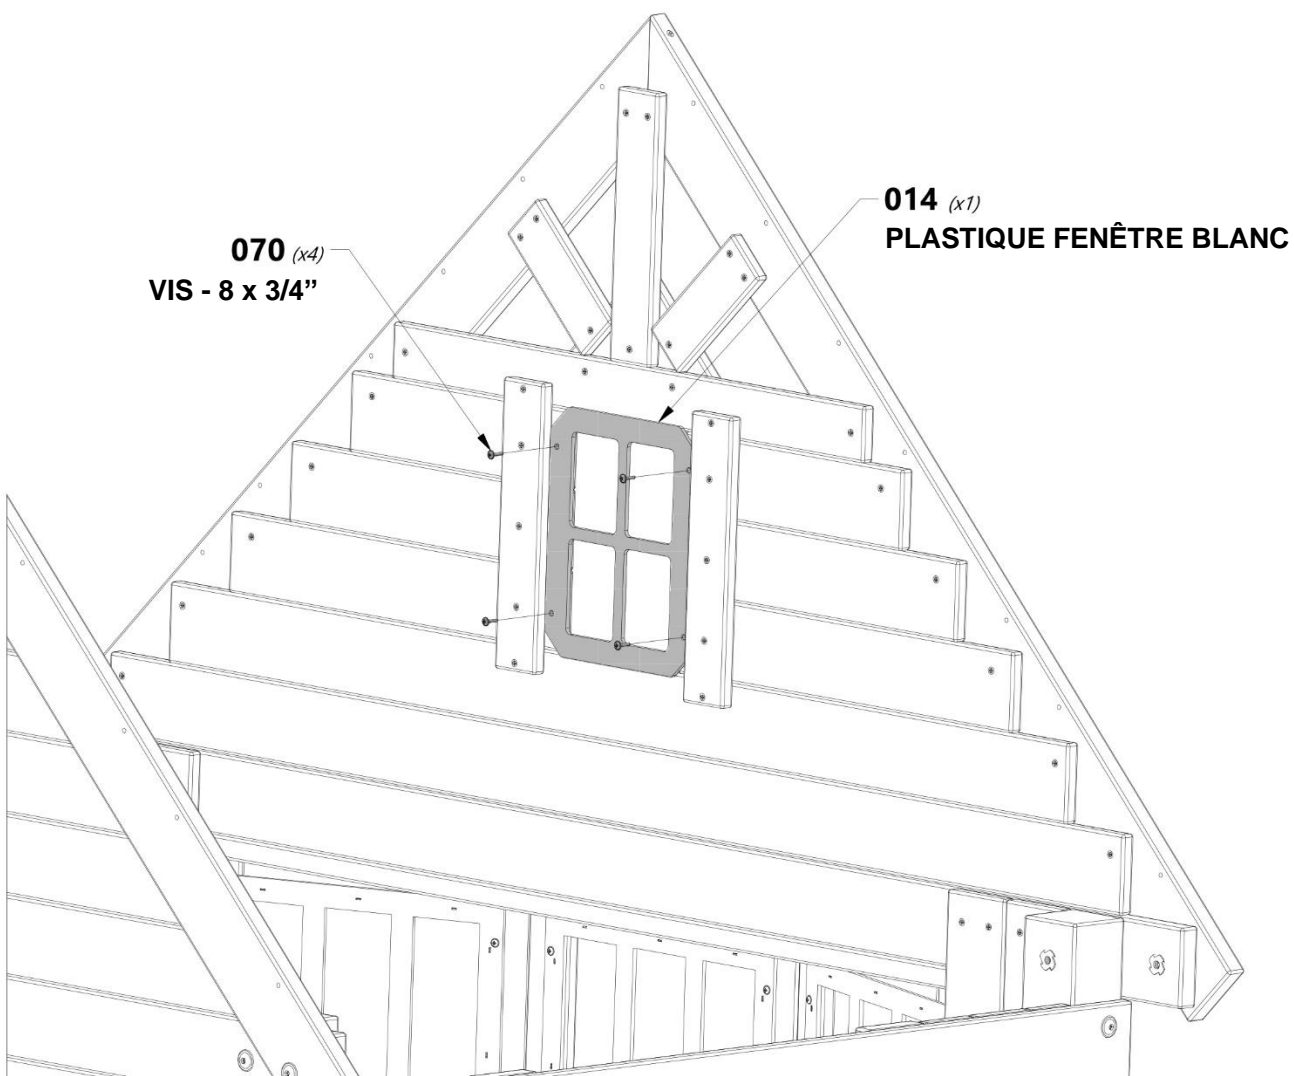 014 (x1)
PLASTIQUE FENÊTRE BLANC
070 (x4)
VIS - 8 x 3/4”